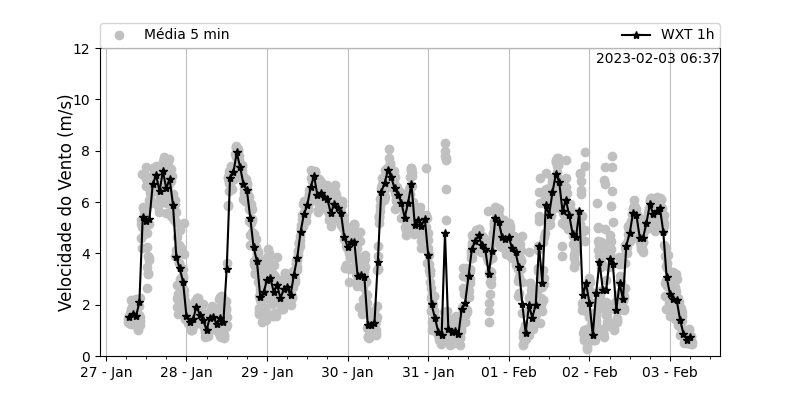 Média 5 min
WXT 1h
2023-02-03 06:37
Velocidade do Vento (m/s)
12
10
8
6
4
2
0
27 - Jan
28 - Jan
29 - Jan
30 - Jan
31 - Jan
01 - Feb
02 - Feb
03 - Feb